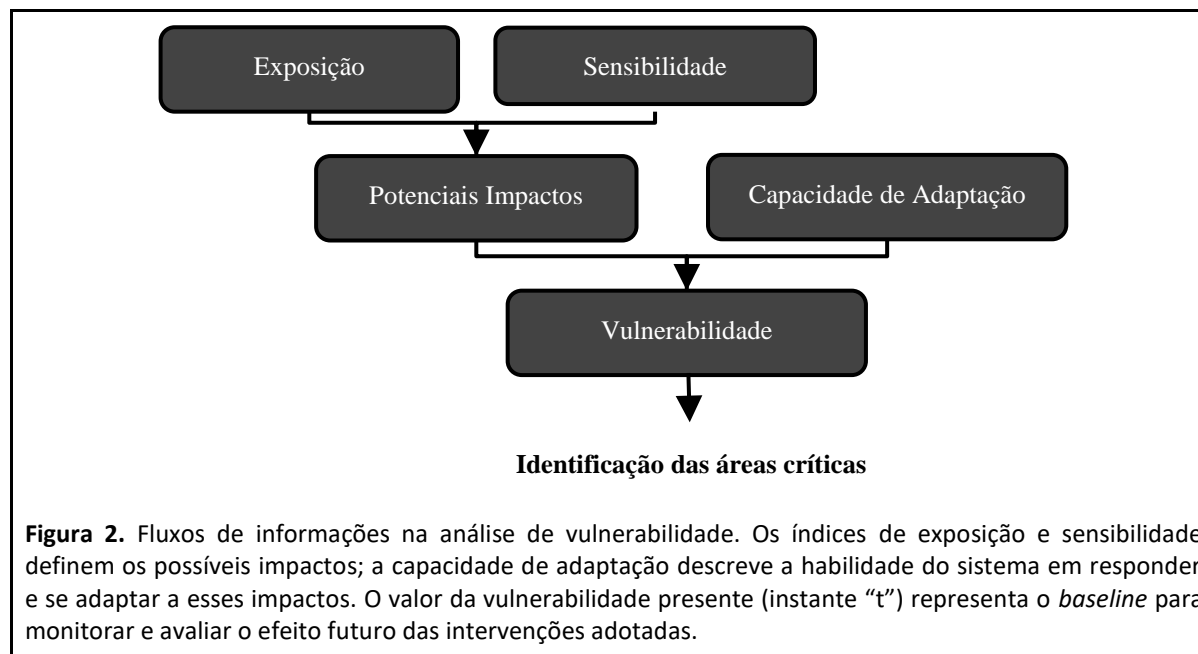 Exposição
Sensibilidade
Potenciais Impactos
Capacidade de Adaptação
Vulnerabilidade
Identificação das áreas críticas
Figura 2. Fluxos de informações na análise de vulnerabilidade. Os índices de exposição e sensibilidade
definem os possíveis impactos; a capacidade de adaptação descreve a habilidade do sistema em responder
e se adaptar a esses impactos. O valor da vulnerabilidade presente (instante “t”) representa o baseline para
monitorar e avaliar o efeito futuro das intervenções adotadas.